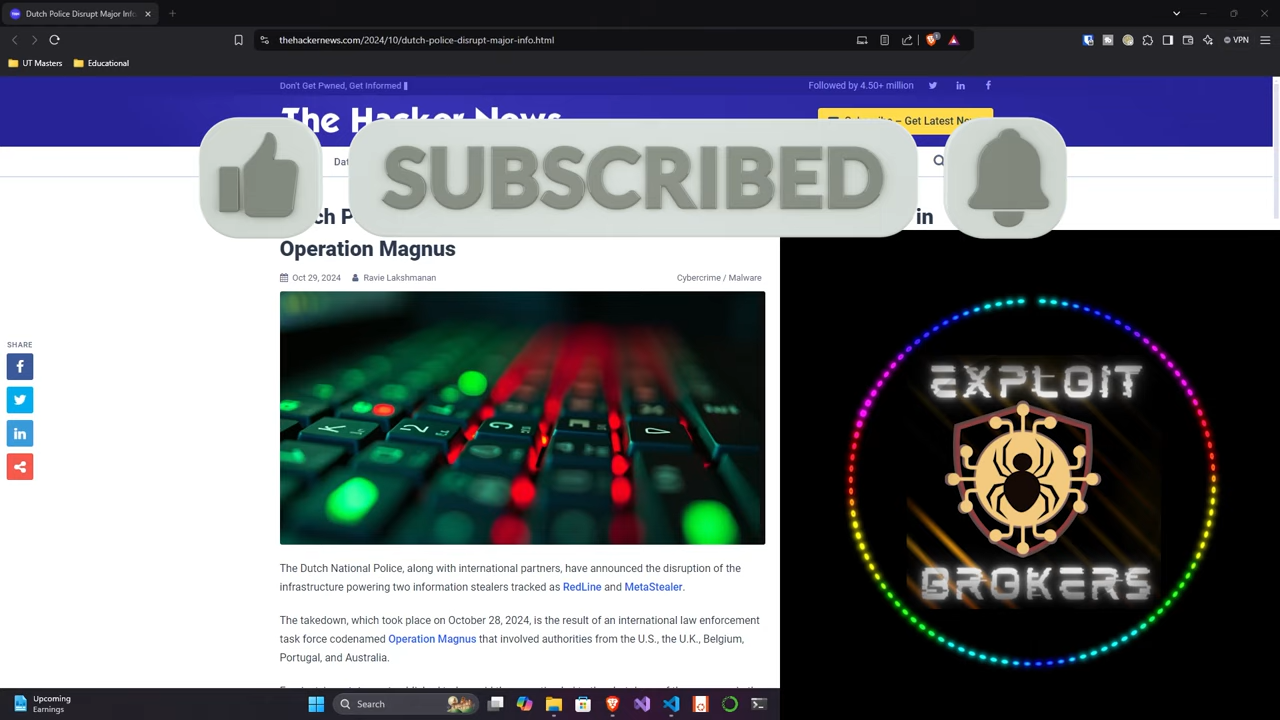 Dutch Police Disrupt Major Info
thehackernews.com/2024/10/dutch-police-disrupt-major-info.html
VPN
UT Masters
Educational
Don't Get Pwned, Get Informed
Followed by 4.50+ million
The Hacker News
Subscribe – Get Latest News
SUBSCRIBED
in
Operation Magnus
Oct 29, 2024
Ravie Lakshmanan
Cybercrime / Malware
SHARE
EXPLOIT
BROKERS
The Dutch National Police, along with international partners, have announced the disruption of the
infrastructure powering two information stealers tracked as RedLine and MetaStealer.
The takedown, which took place on October 28, 2024, is the result of an international law enforcement
task force codenamed Operation Magnus that involved authorities from the U.S., the U.K., Belgium,
Portugal, and Australia.
Upcoming
Earnings
Search